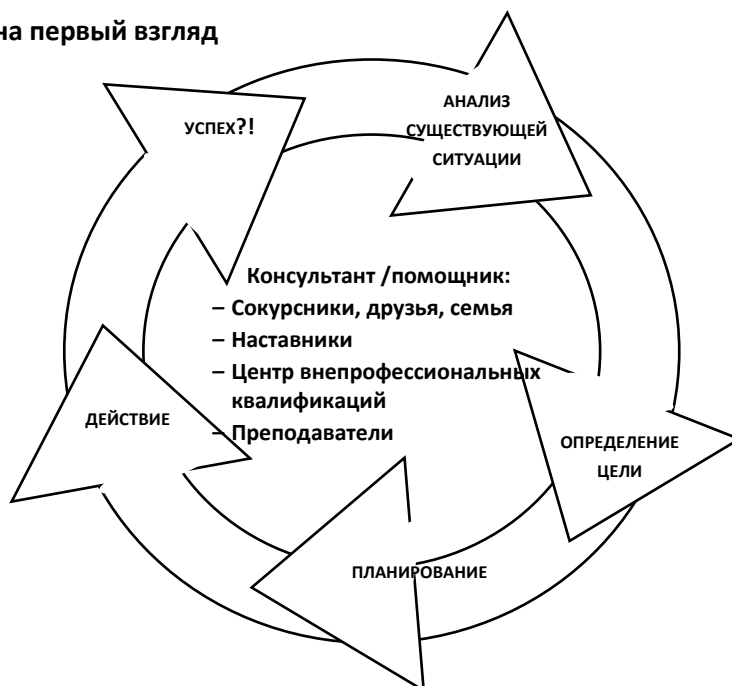 на первый взгляд
УСПЕХ?!
АНАЛИЗ
СУЩЕСТВУЮЩЕЙ
СИТУАЦИИ
Консультант /помощник:
– Сокурсники, друзья, семья
– Наставники
– Центр внепрофессиональных
квалификаций
– Преподаватели
ДЕЙСТВИЕ
ОПРЕДЕЛЕНИЕ
ЦЕЛИ
ПЛАНИРОВАНИЕ